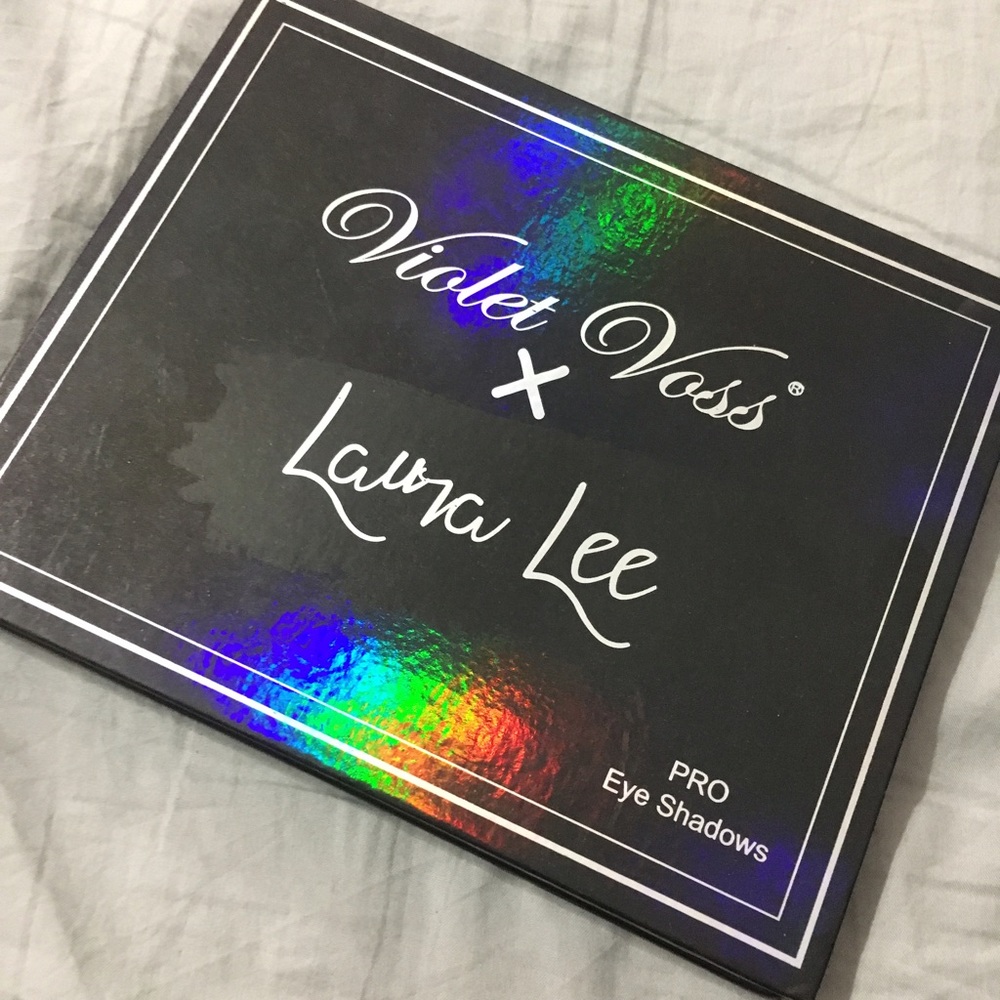 Violet Voss®
X
Laura Lee
PRO
Eye Shadows